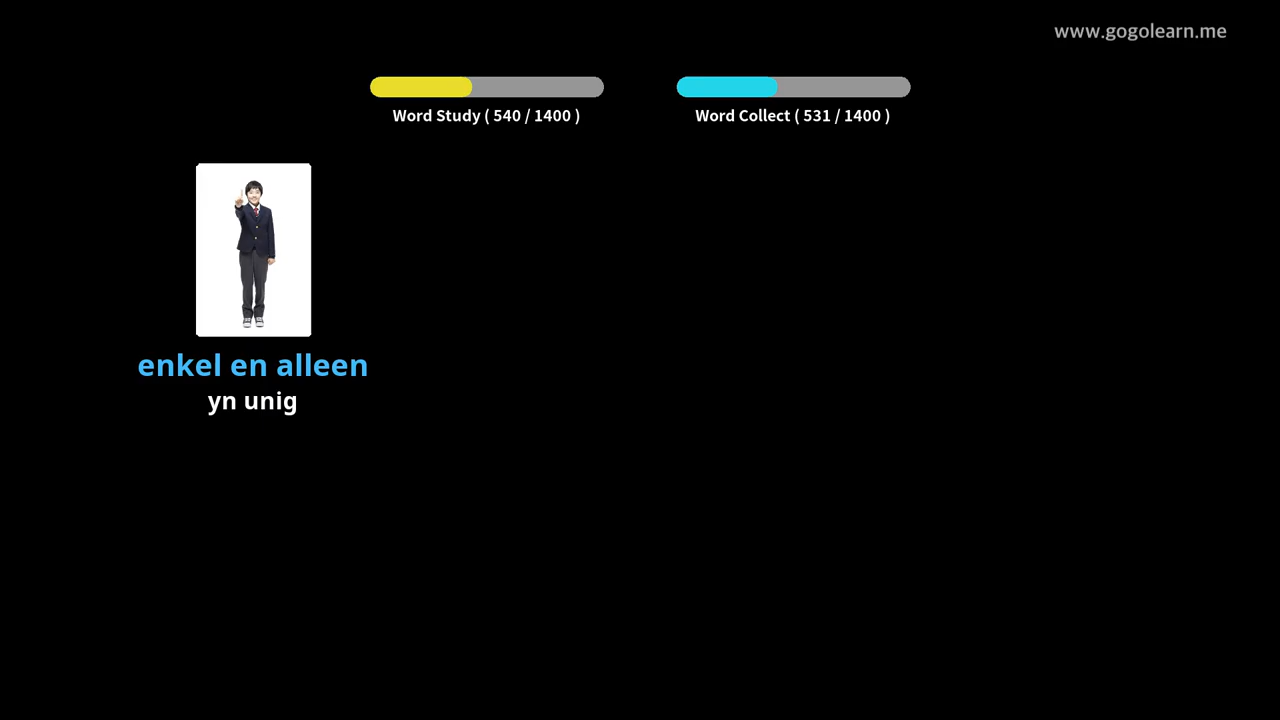 www.gogolearn.me
Word Study ( 540 / 1400 )
Word Collect ( 531 / 1400 )
enkel en alleen
yn unig